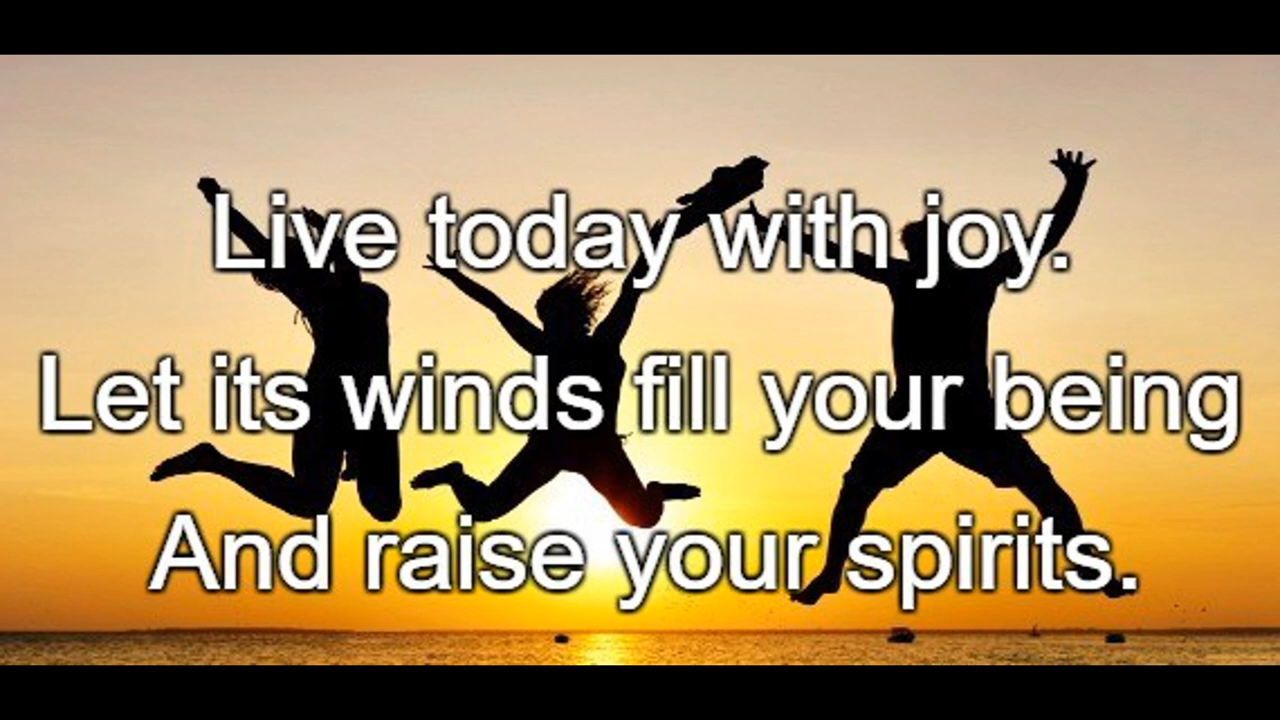 Live today with joy.
Let its winds fill your being
And raise your spirits.